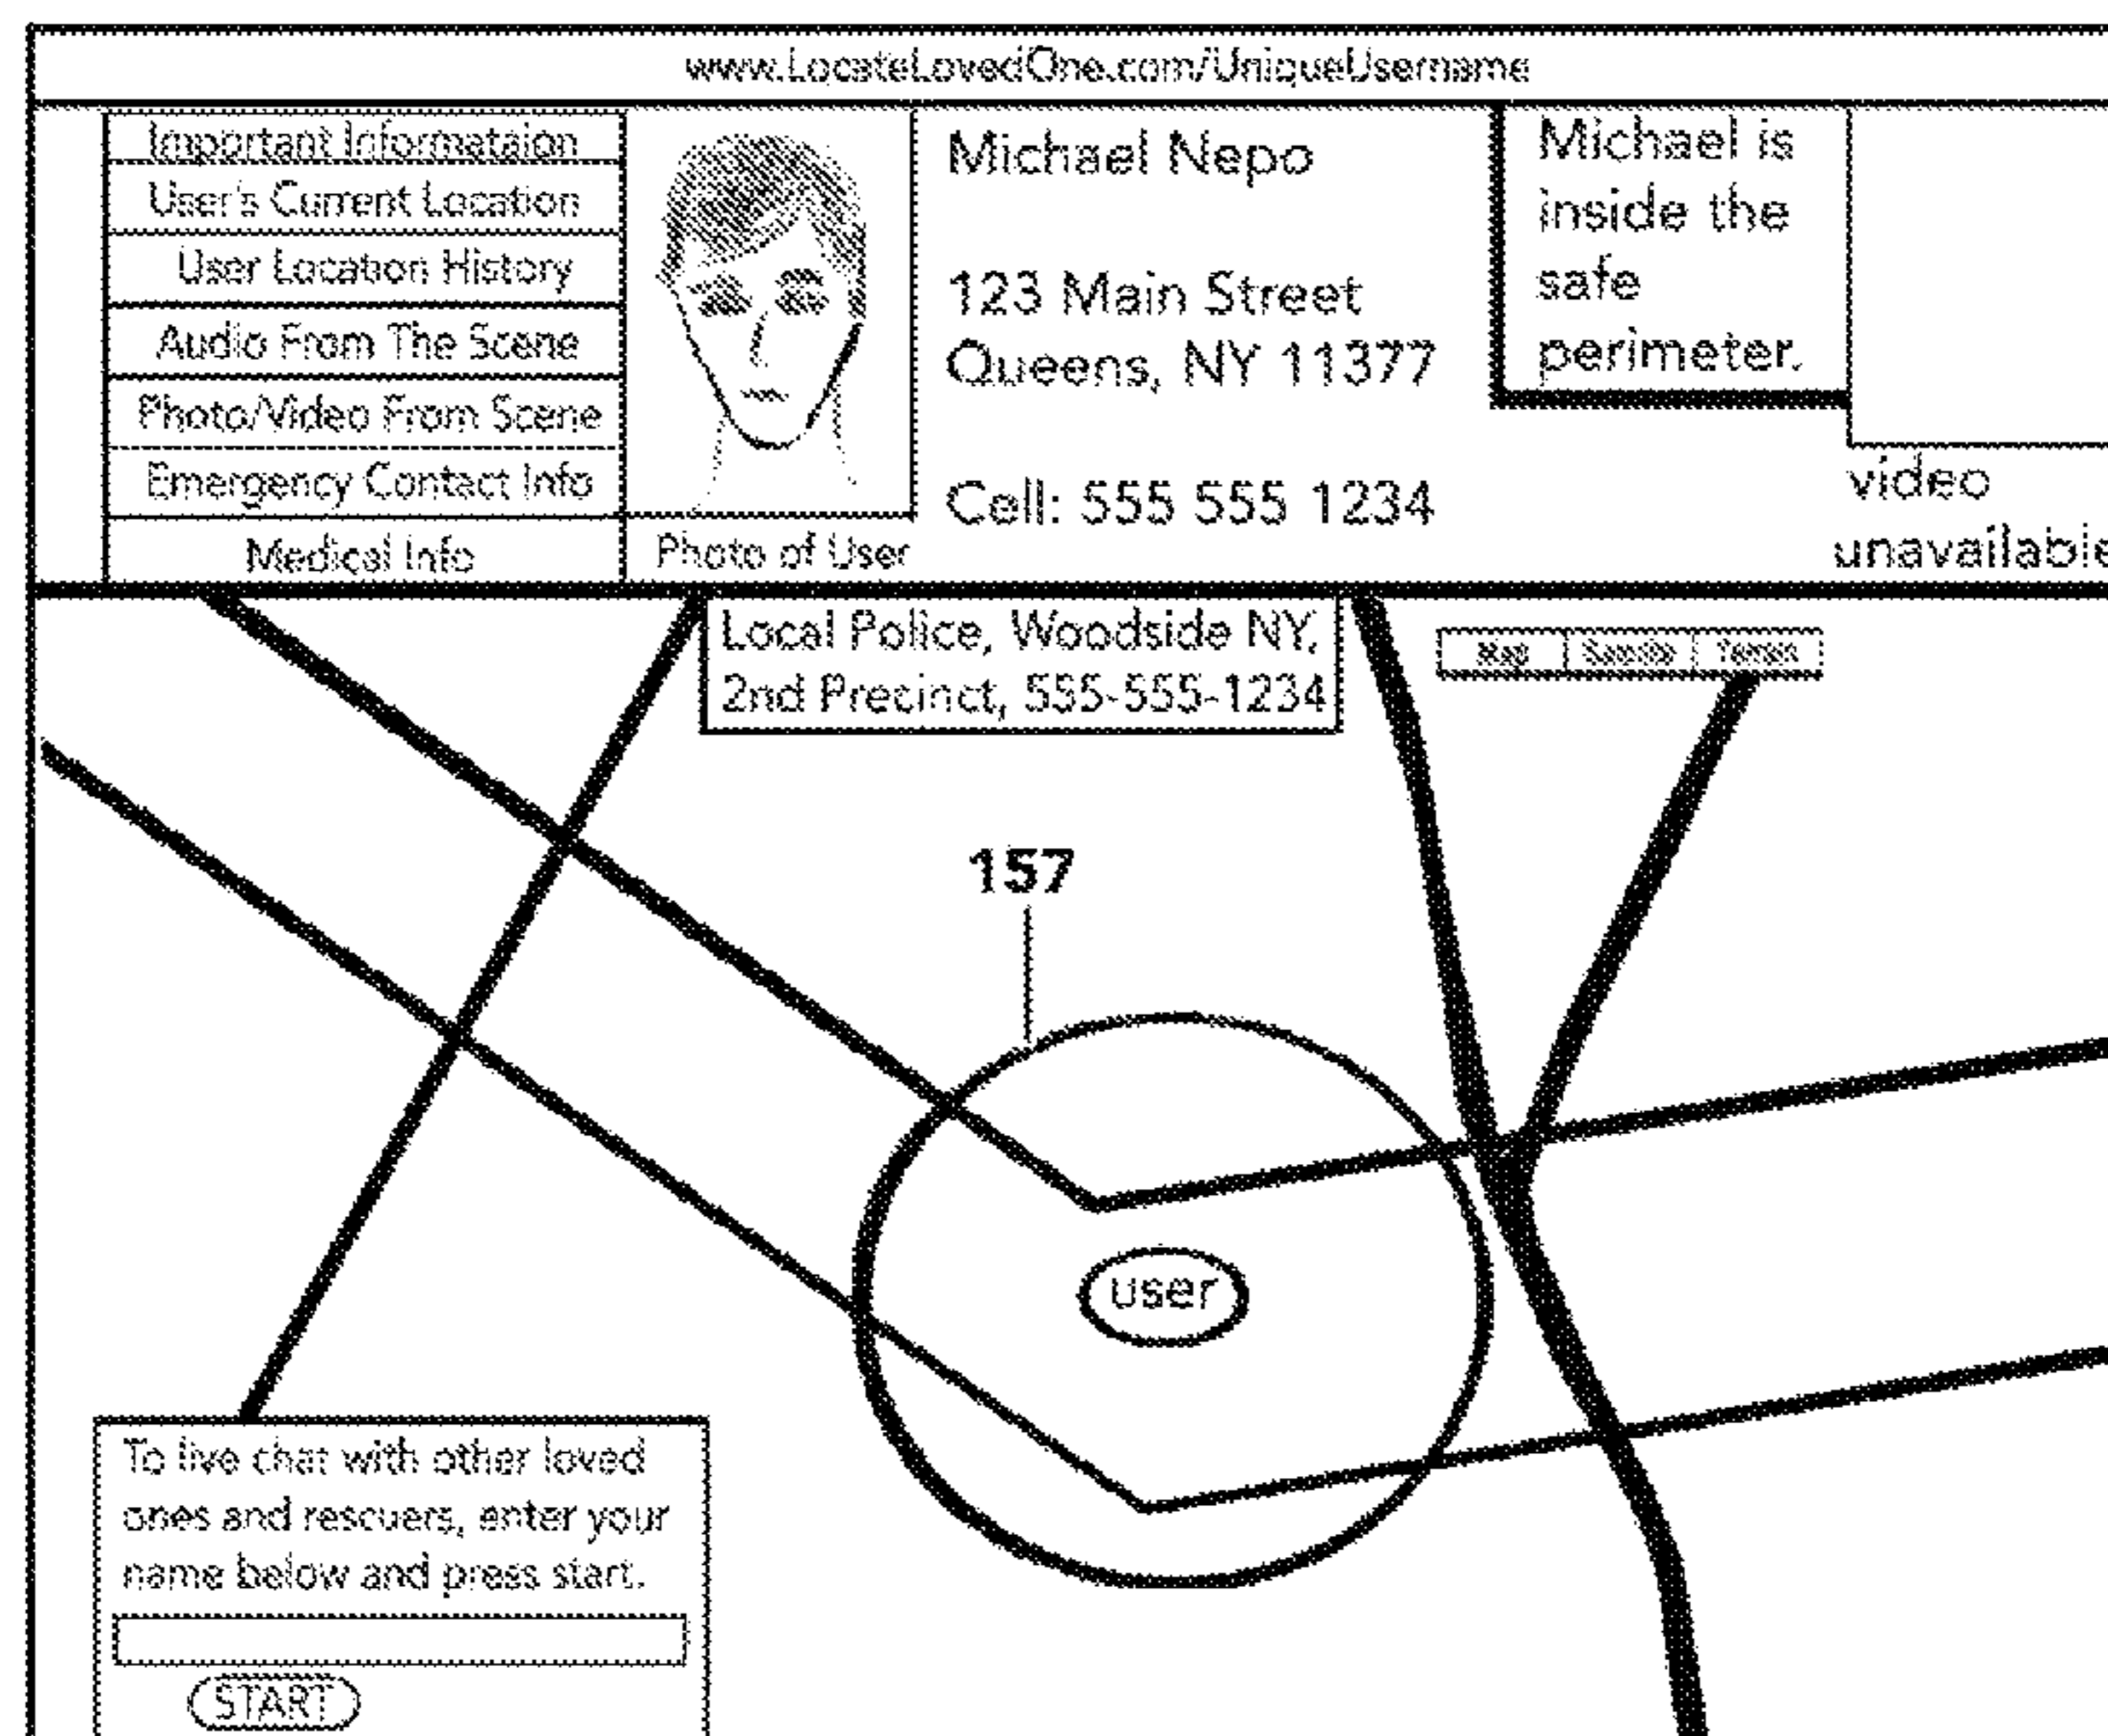 www.LocateLovedOne.com/UniqueUsername
Important Informataion
User's Current Location
User Location History
Audio From The Scene
Photo/Video From Scene
Emergency Contact Info
Medical Info
Photo of User
Michael Nepo
123 Main Street
Queens, NY 11377
Cell: 555 555 1234
Michael is
inside the
safe
perimeter.
video
unavailable
Local Police, Woodside NY,
2nd Precinct, 555-555-1234
Map
Terrain
157
user
To live chat with other loved
ones and rescuers, enter your
name below and press start.
START